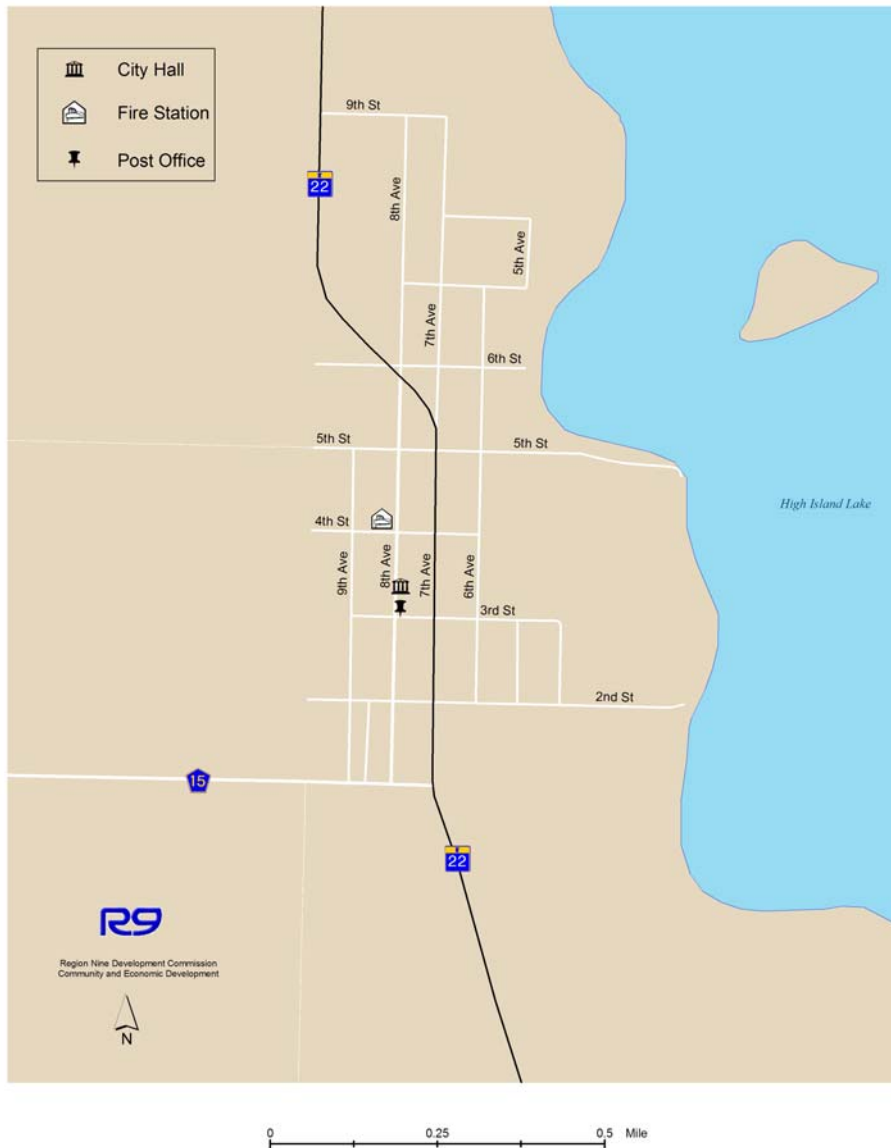 City Hall
Fire Station
Post Office
9th St
22
8th Ave
5th Ave
7th Ave
6th St
5th St
5th St
High Island Lake
4th St
9th Ave
8th Ave
7th Ave
6th Ave
3rd St
2nd St
15
22
R9
Region Nine Development Commission
Community and Economic Development
N
0 0.25 0.5 Mile